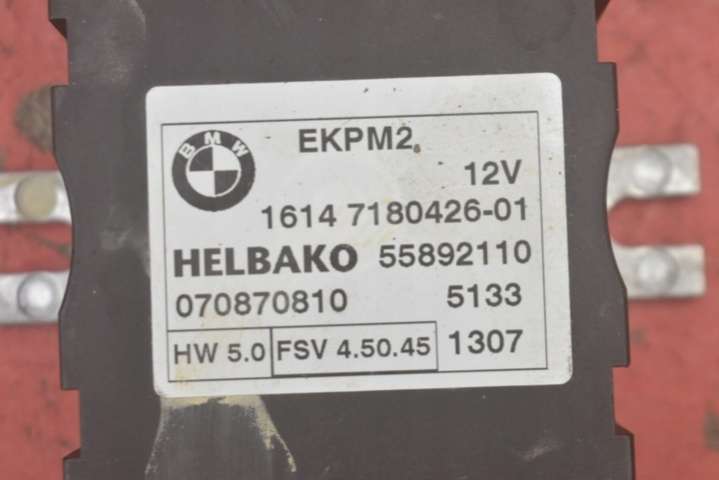 BMW
EKPM2
12V
1614 7180426-01
HELBAKO 55892110
070870810 5133
HW 5.0 FSV 4.50.45 1307